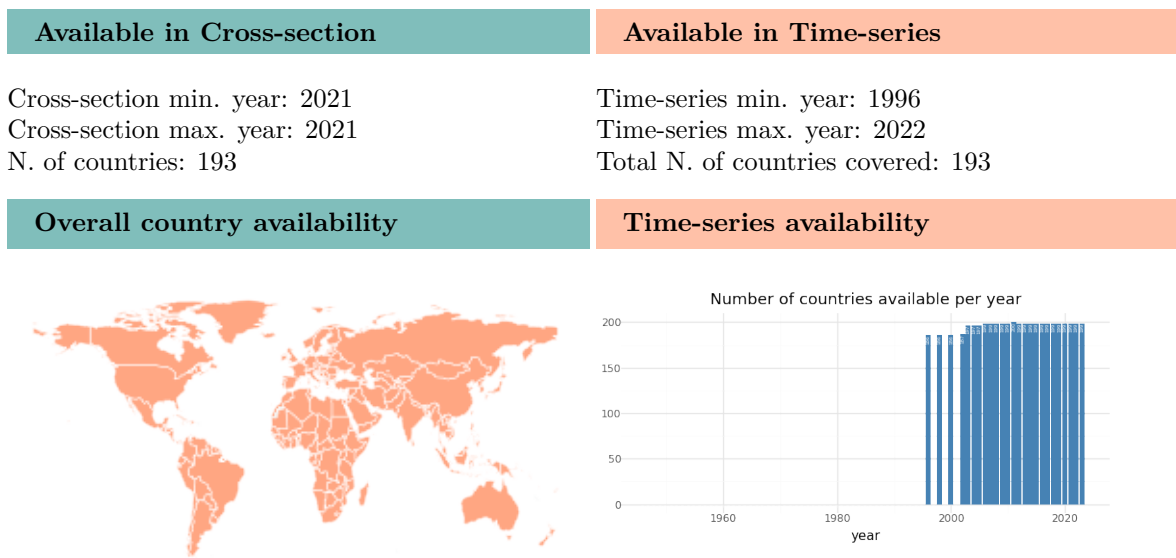 Available in Cross-section
Available in Time-series
Cross-section min. year: 2021
Cross-section max. year: 2021
N. of countries: 193
Time-series min. year: 1996
Time-series max. year: 2022
Total N. of countries covered: 193
Overall country availability
Time-series availability
Number of countries available per year
200
150
100
50
0
1960
1980
2000
2020
year